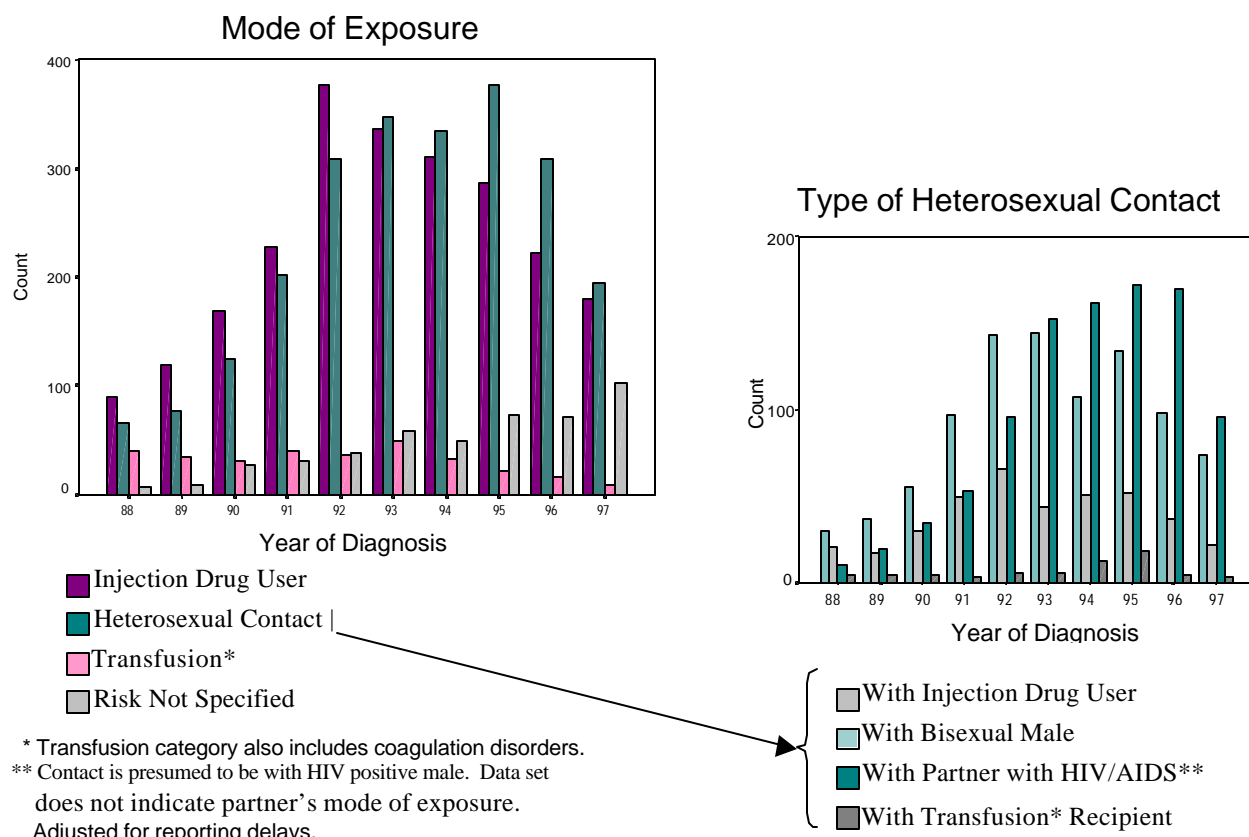 Mode of Exposure
400
300
200
100
0
Count
88 89 90 91 92 93 94 95 96 97
Year of Diagnosis
Injection Drug User
Heterosexual Contact |
Transfusion*
Risk Not Specified
* Transfusion category also includes coagulation disorders.
** Contact is presumed to be with HIV positive male. Data set
does not indicate partner's mode of exposure.
Adjusted for reporting delays.
Type of Heterosexual Contact
200
100
0
Count
88 89 90 91 92 93 94 95 96 97
Year of Diagnosis
With Injection Drug User
With Bisexual Male
With Partner with HIV/AIDS**
With Transfusion* Recipient